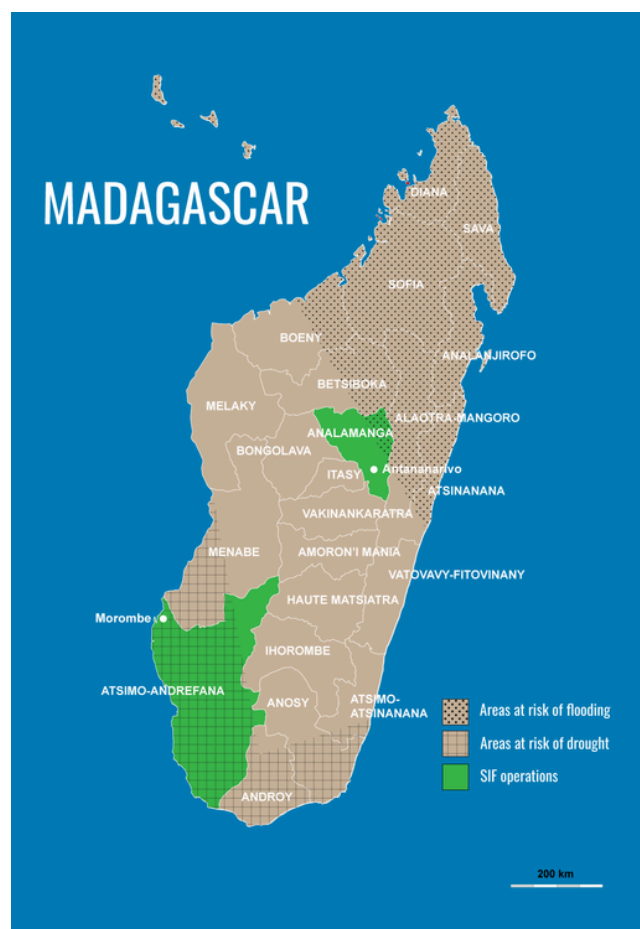 MADAGASCAR
DIANA
SAVA
SOFIA
BOENY
ANALANJIROFO
BETSIBOKA
MELAKY
ALAOTRA-MANGORO
ANALAMANGA
BONGOLAVA
Antananarivo
ITASY
ATSINANANA
VAKINANKARATRA
MENABE
AMORON'I MANIA
VATOVAVY-FITOVINANY
HAUTE MATSIATRA
Morombe
IHOROMBE
ATSIMO-ANDREFANA
ANOSY
ATSIMO-
ATSINANANA
Areas at risk of flooding
Areas at risk of drought
SIF operations
ANDROY
200 km